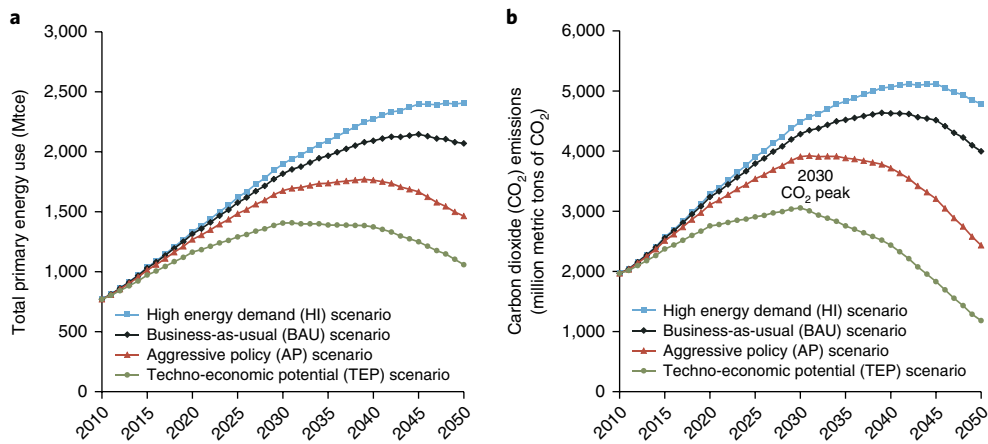 a
Total primary energy use (Mtce)
3,000
2,500
2,000
1,500
1,000
500
0
High energy demand (HI) scenario
Business-as-usual (BAU) scenario
Aggressive policy (AP) scenario
Techno-economic potential (TEP) scenario
2010 2015 2020 2025 2030 2035 2040 2045 2050
b
Carbon dioxide (CO₂) emissions
(million metric tons of CO₂)
6,000
5,000
4,000
3,000
2,000
1,000
0
2030
CO₂ peak
High energy demand (HI) scenario
Business-as-usual (BAU) scenario
Aggressive policy (AP) scenario
Techno-economic potential (TEP) scenario
2010 2015 2020 2025 2030 2035 2040 2045 2050